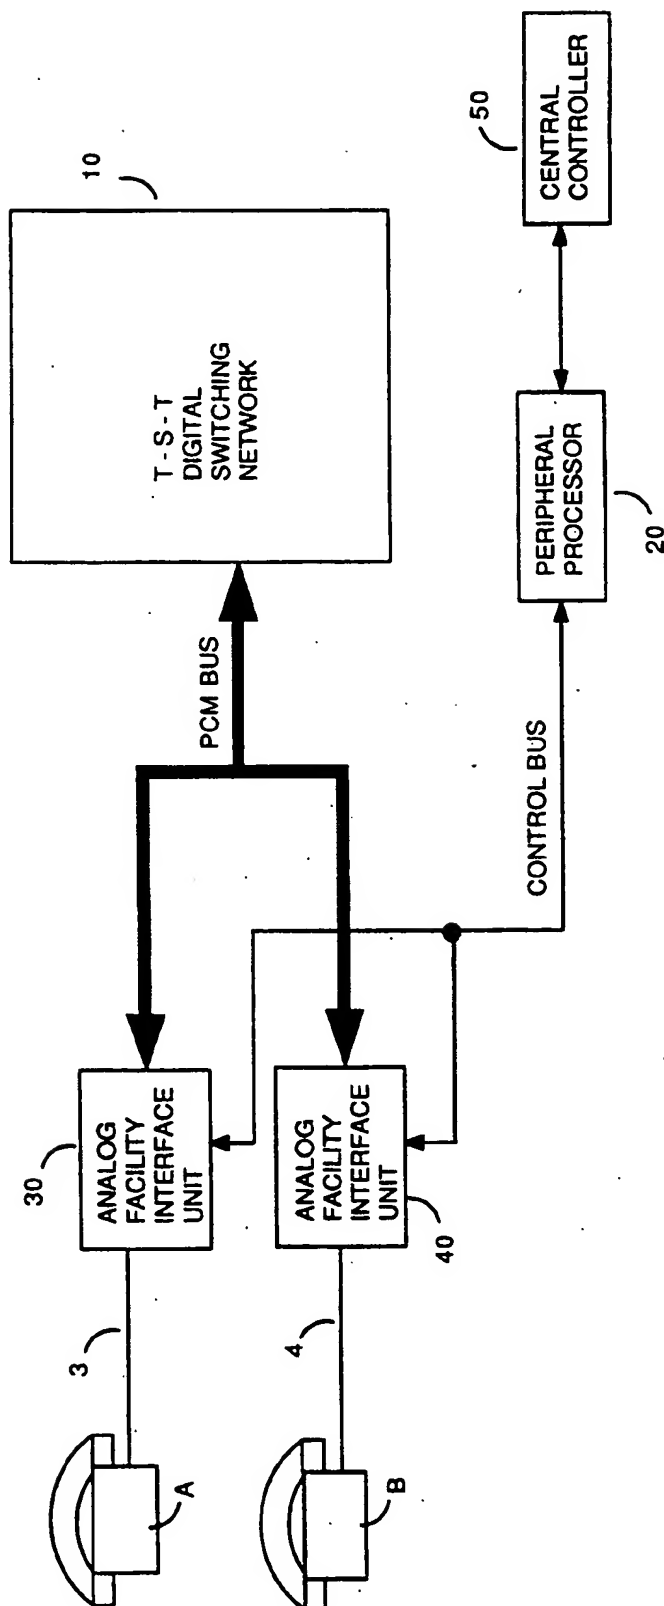 10
T - S - T
DIGITAL
SWITCHING
NETWORK
50
CENTRAL
CONTROLLER
PERIPHERAL
PROCESSOR
20
PCM BUS
CONTROL BUS
30
ANALOG
FACILITY
INTERFACE
UNIT
ANALOG
FACILITY
INTERFACE
UNIT
40
3
4
A
B